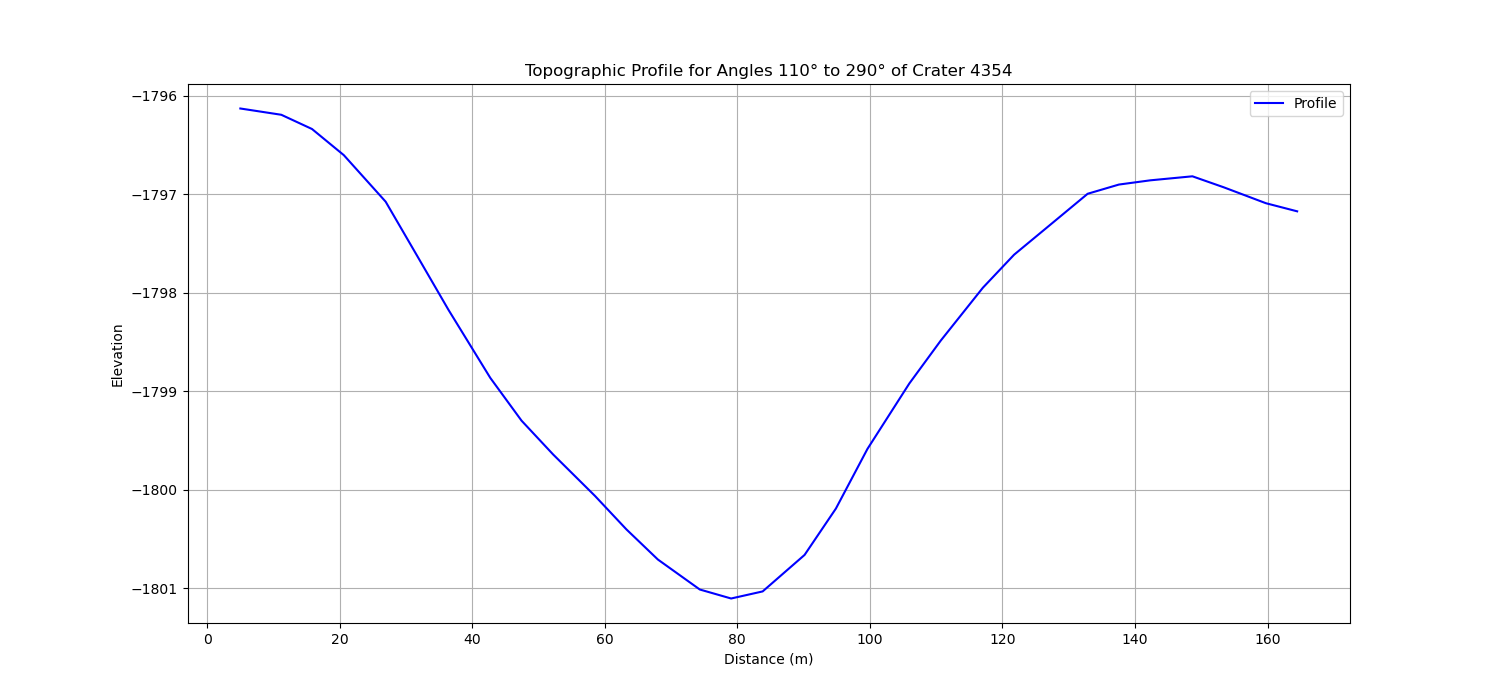 Topographic Profile for Angles 110° to 290° of Crater 4354
Profile
−1796
−1797
−1798
−1799
−1800
−1801
Elevation
0 20 40 60 80 100 120 140 160
Distance (m)